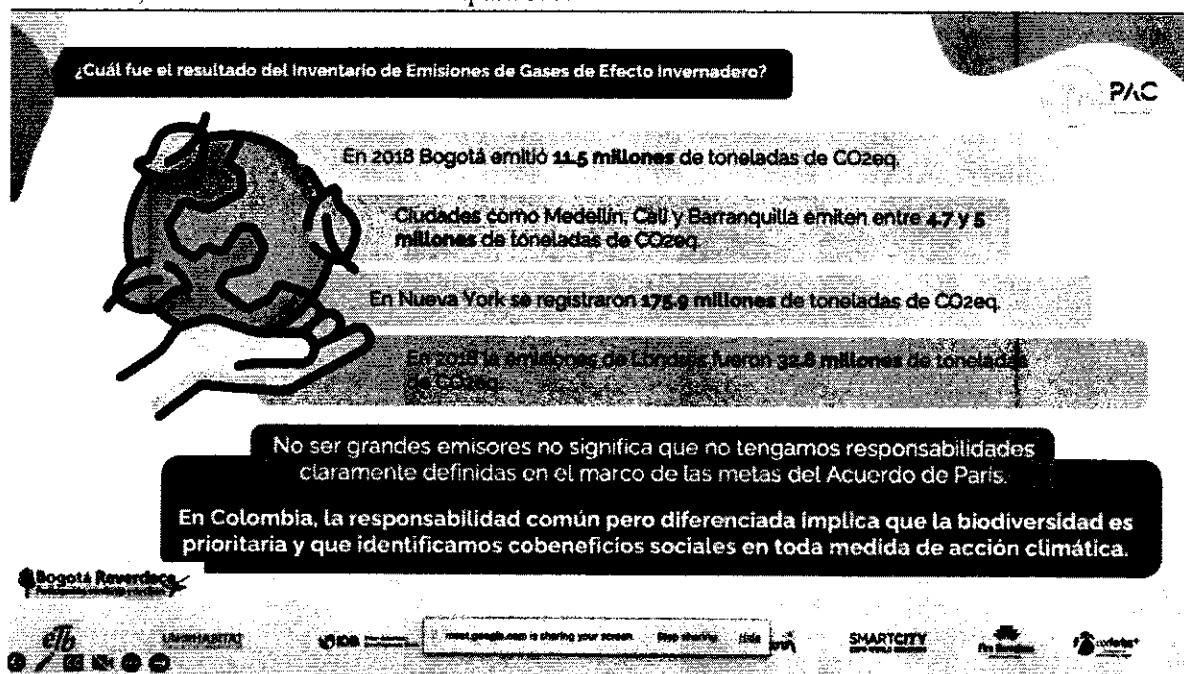 ¿Cuál fue el resultado del Inventario de Emisiones de Gases de Efecto Invernadero?
PAC
En 2018 Bogotá emitió 11.5 millones de toneladas de CO2eq.
Ciudades como Medellín, Cali y Barranquilla emiten entre 4.7 y 5
millones de toneladas de CO2eq.
En Nueva York se registraron 175.9 millones de toneladas de CO2eq.
En 2018 la emisiones de Londres fueron 32.8 millones de toneladas
de CO2eq.
No ser grandes emisores no significa que no tengamos responsabilidades
claramente definidas en el marco de las metas del Acuerdo de París.
En Colombia, la responsabilidad común pero diferenciada implica que la biodiversidad es
prioritaria y que identificamos cobeneficios sociales en toda medida de acción climática.
Bogotá Reverdece
etb
UN HABITAT
meet.google.com is sharing your screen. Stop sharing Hide
SMARTCITY